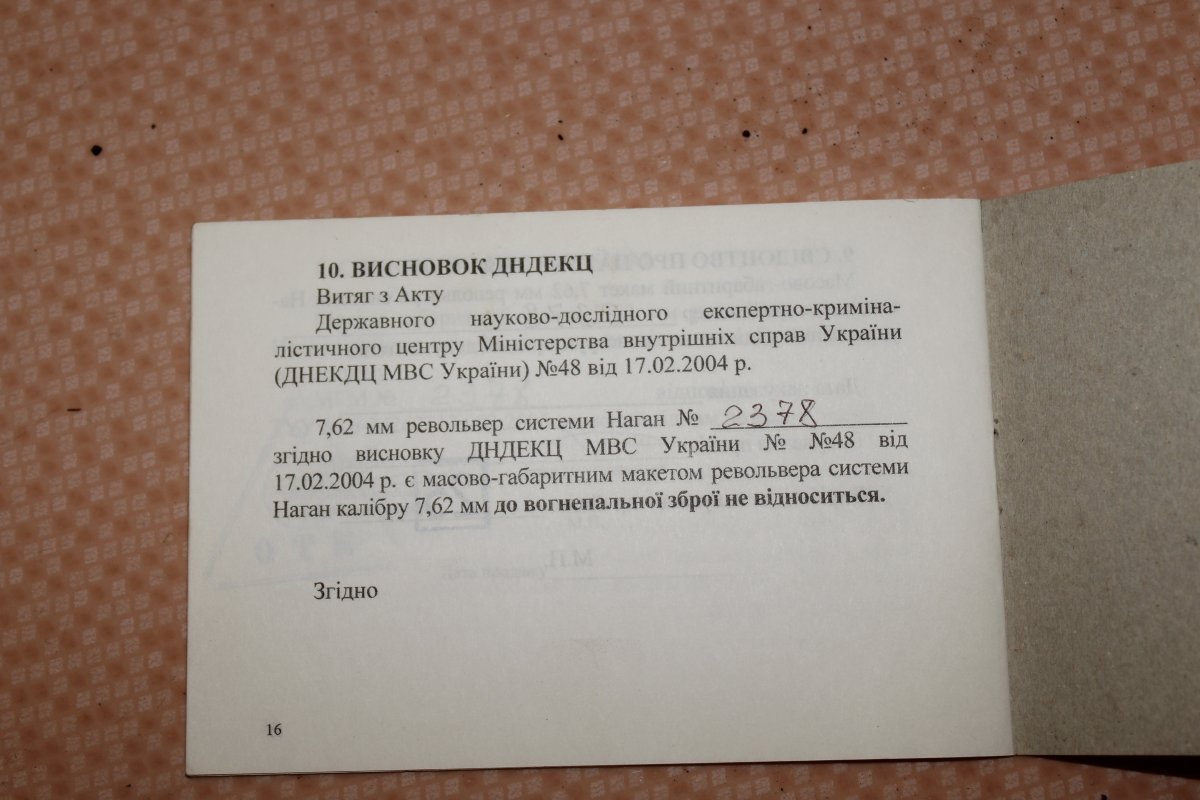 10. ВИСНОВОК ДНДЕКЦ
Витяг з Акту
Державного науково-дослідного експертно-криміна-
лістичного центру Міністерства внутрішніх справ України
(ДНЕКДЦ МВС України) №48 від 17.02.2004 р.
7,62 мм револьвер системи Наган № 2378
згідно висновку ДНДЕКЦ МВС України № №48 від
17.02.2004 р. є масово-габаритним макетом револьвера системи
Наган калібру 7,62 мм до вогнепальної зброї не відноситься.
Згідно
16